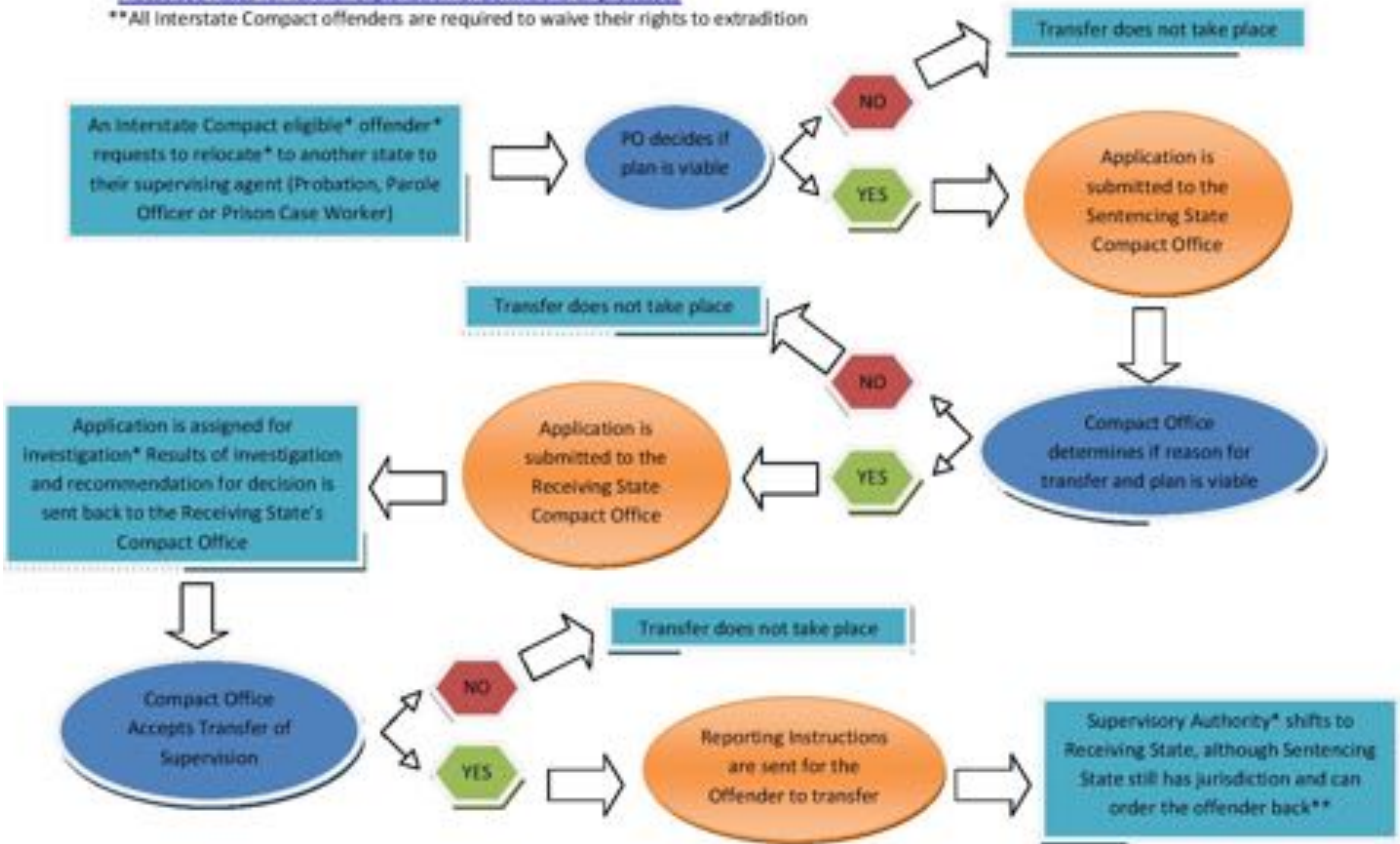 **All Interstate Compact offenders are required to waive their rights to extradition
Transfer does not take place
An Interstate Compact eligible* offender*
requests to relocate* to another state to
their supervising agent (Probation, Parole
Officer or Prison Case Worker)
PO decides if
plan is viable
NO
YES
Application is
submitted to the
Sentencing State
Compact Office
Transfer does not take place
NO
YES
Compact Office
determines if reason for
transfer and plan is viable
Application is
submitted to the
Receiving State
Compact Office
Application is assigned for
investigation* Results of investigation
and recommendation for decision is
sent back to the Receiving State's
Compact Office
Compact Office
Accepts Transfer of
Supervision
NO
YES
Transfer does not take place
Reporting Instructions
are sent for the
Offender to transfer
Supervisory Authority* shifts to
Receiving State, although Sentencing
State still has jurisdiction and can
order the offender back**